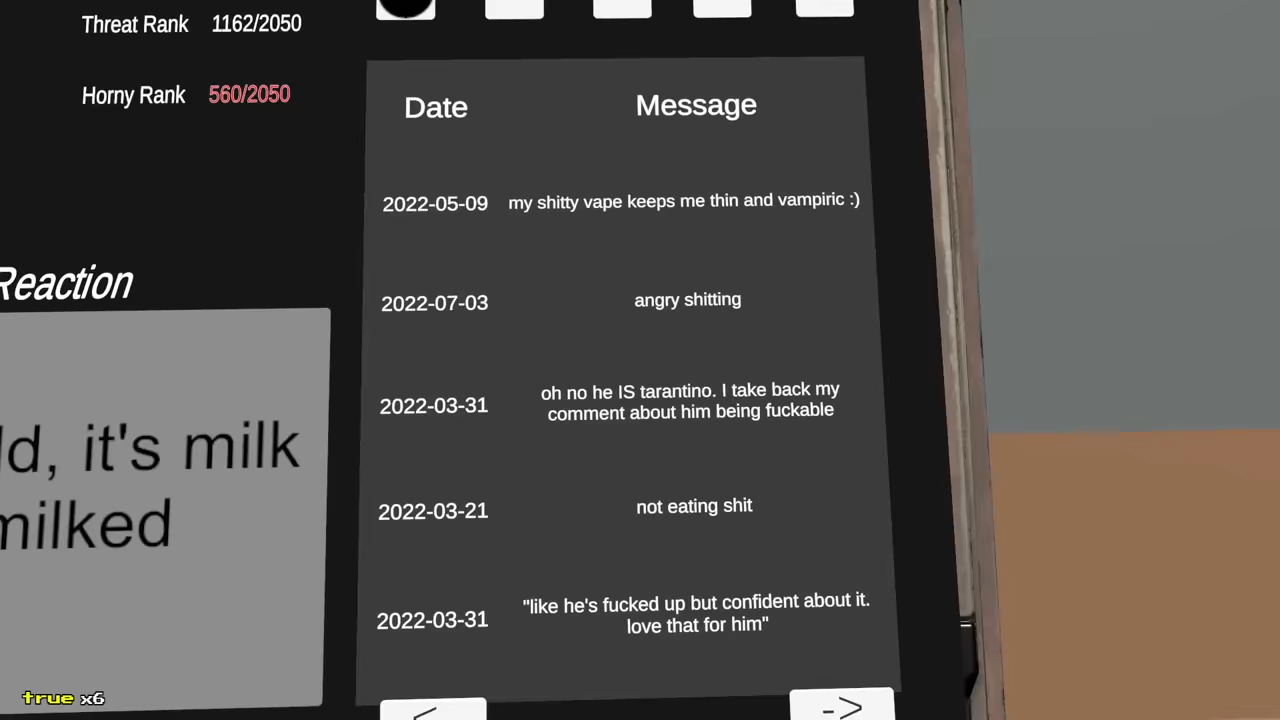 Threat Rank 1162/2050
Horny Rank 560/2050
Reaction
ld, it's milk
milked
Date Message
2022-05-09 my shitty vape keeps me thin and vampiric :)
2022-07-03 angry shitting
2022-03-31 oh no he IS tarantino. I take back my
comment about him being fuckable
2022-03-21 not eating shit
2022-03-31 "like he's fucked up but confident about it.
love that for him"
<- ->
true x6